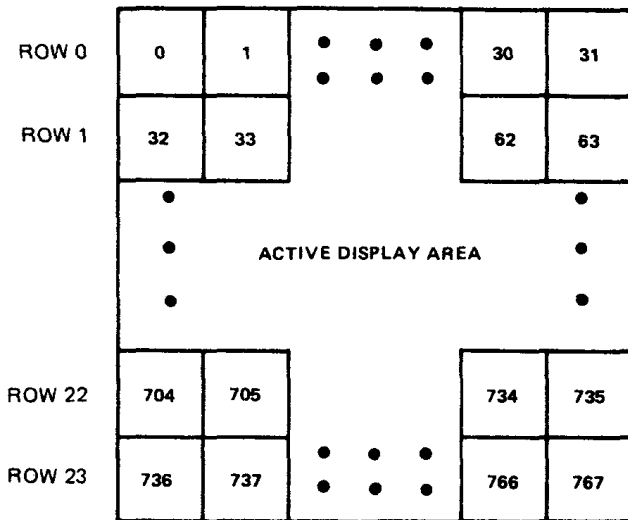 ROW 0 0 1 30 31
ROW 1 32 33 62 63
ACTIVE DISPLAY AREA
ROW 22 704 705 734 735
ROW 23 736 737 766 767